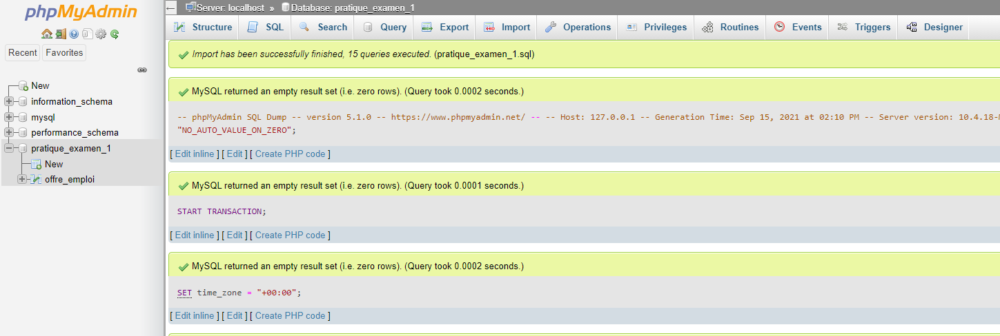 phpMyAdmin
Recent Favorites
New
information_schema
mysql
performance_schema
pratique_examen_1
New
offre_emploi
Server: localhost » Database: pratique_examen_1
Structure SQL Search Query Export Import Operations Privileges Routines Events Triggers Designer
Import has been successfully finished, 15 queries executed. (pratique_examen_1.sql)
MySQL returned an empty result set (i.e. zero rows). (Query took 0.0002 seconds.)
-- phpMyAdmin SQL Dump -- version 5.1.0 -- https://www.phpmyadmin.net/ -- -- Host: 127.0.0.1 -- Generation Time: Sep 15, 2021 at 02:10 PM -- Server version: 10.4.18-M
"NO_AUTO_VALUE_ON_ZERO";
[ Edit inline ] [ Edit ] [ Create PHP code ]
MySQL returned an empty result set (i.e. zero rows). (Query took 0.0001 seconds.)
START TRANSACTION;
[ Edit inline ] [ Edit ] [ Create PHP code ]
MySQL returned an empty result set (i.e. zero rows). (Query took 0.0002 seconds.)
SET time_zone = "+00:00";
[ Edit inline ] [ Edit ] [ Create PHP code ]